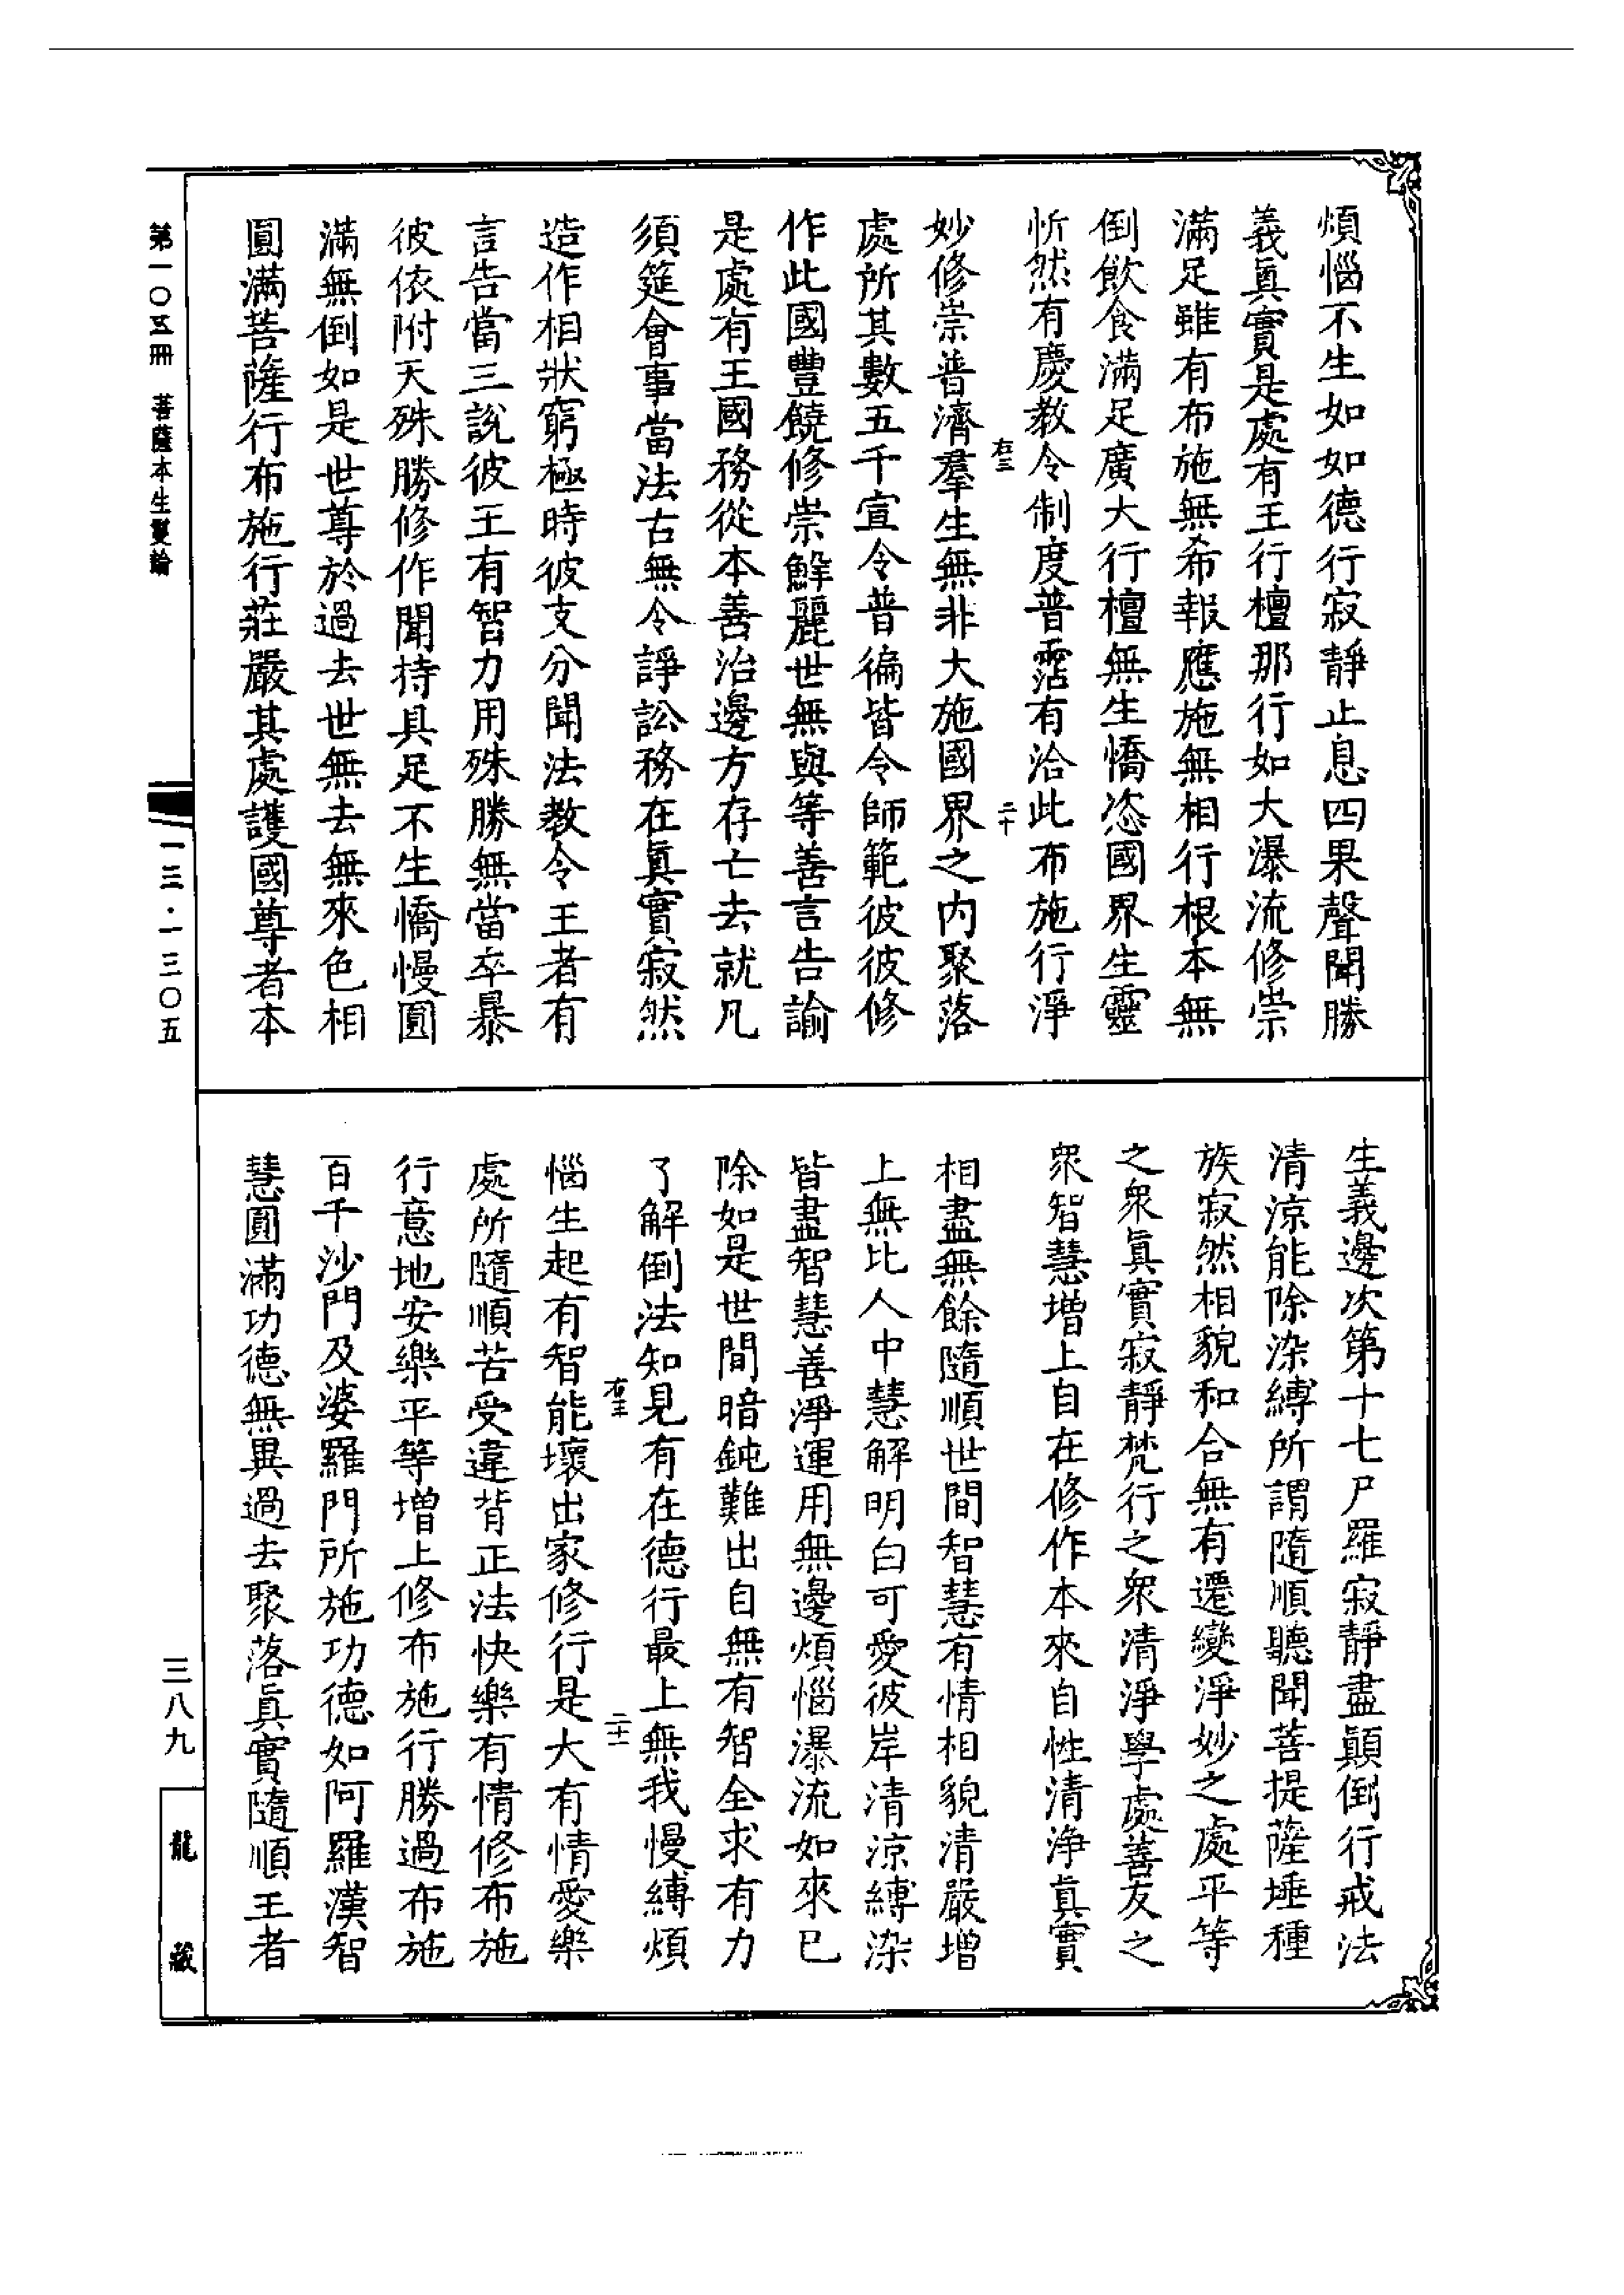 煩惱不生如如德行寂靜止息四果聲聞勝
義真實是處有王行檀那行如大瀑流修崇
滿足雖有布施無希報應施無相行根本無
倒飲食滿足廣大行檀無生憍恣國界生靈
忻然有慶教令制度普霑有洽此布施行淨
妙修崇普濟羣生無非大施國界之内聚落
處所其數五千宣令普徧皆令師範彼彼修
作此國豐饒修崇鮮麗世無與等善言告諭
是處有王國務從本善治邊方存亡去就凡
須筵會事當法古無令諍訟務在真實寂然
造作相狀窮極時彼支分聞法教令王者有
言告當三說彼王有智力用殊勝無當卒暴
彼依附天殊勝修作聞持具足不生憍慢圓
滿無倒如是世尊於過去世無去無來色相
圓滿菩薩行布施行莊嚴其處護國尊者本
生義邊次第十七尸羅寂靜盡顛倒行戒法
清涼能除染縛所謂隨順聽聞菩提薩埵種
族寂然相貌和合無有遷變淨妙之處平等
之衆真實寂靜梵行之衆清淨學處善友之
衆智慧增上自在修作本來自性清淨真實
相盡無餘隨順世間智慧有情相貌清嚴增
上無比人中慧解明白可愛彼岸清涼縛染
皆盡智慧善淨運用無邊煩惱瀑流如來已
除如是世間暗鈍難出自無有智全求有力
了解倒法知見有在德行最上無我慢縛煩
惱生起有智能壞出家修行是大有情愛樂
處所隨順苦受違背正法快樂有情修布施
行意地安樂平等增上修布施行勝過布施
百千沙門及婆羅門所施功德如阿羅漢智
慧圓滿功德無異過去聚落真實隨順王者
第一〇五冊 菩薩本生鬘論
一三·一三〇五
三八九
龍藏
右三
二十
二十一